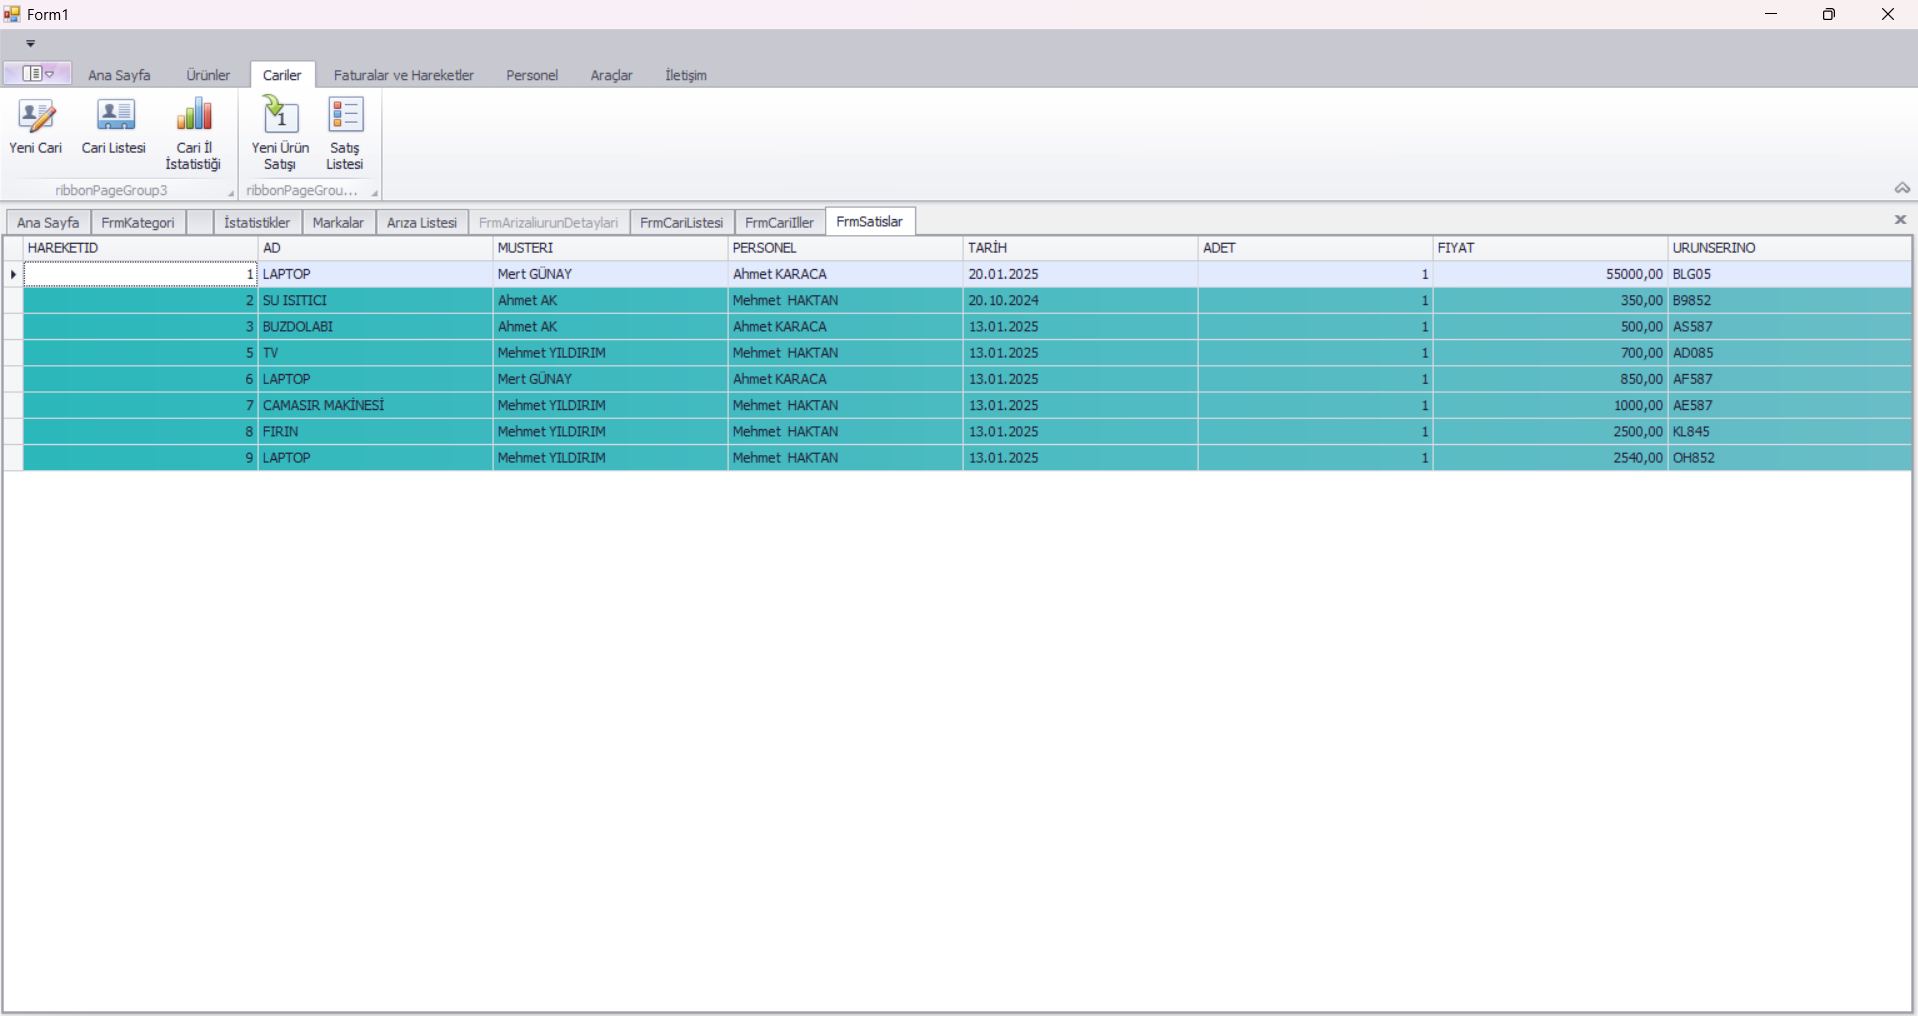 Form1
Ana Sayfa Ürünler Cariler Faturalar ve Hareketler Personel Araçlar İletişim
Yeni Cari
Cari Listesi
Cari İl
İstatistiği
1
Yeni Ürün
Satışı
Satış
Listesi
ribbonPageGroup3
ribbonPageGrou...
Ana Sayfa FrmKategori İstatistikler Markalar Arıza Listesi FrmArizaliurunDetaylari FrmCariListesi FrmCariIller FrmSatislar
HAREKETID AD MUSTERI PERSONEL TARİH ADET FIYAT URUNSERINO
1 LAPTOP Mert GÜNAY Ahmet KARACA 20.01.2025 1 55000,00 BLG05
2 SU ISITICI Ahmet AK Mehmet HAKTAN 20.10.2024 1 350,00 B9852
3 BUZDOLABI Ahmet AK Ahmet KARACA 13.01.2025 1 500,00 AS587
5 TV Mehmet YILDIRIM Mehmet HAKTAN 13.01.2025 1 700,00 AD085
6 LAPTOP Mert GÜNAY Ahmet KARACA 13.01.2025 1 850,00 AF587
7 CAMASIR MAKİNESİ Mehmet YILDIRIM Mehmet HAKTAN 13.01.2025 1 1000,00 AE587
8 FIRIN Mehmet YILDIRIM Mehmet HAKTAN 13.01.2025 1 2500,00 KL845
9 LAPTOP Mehmet YILDIRIM Mehmet HAKTAN 13.01.2025 1 2540,00 OH852